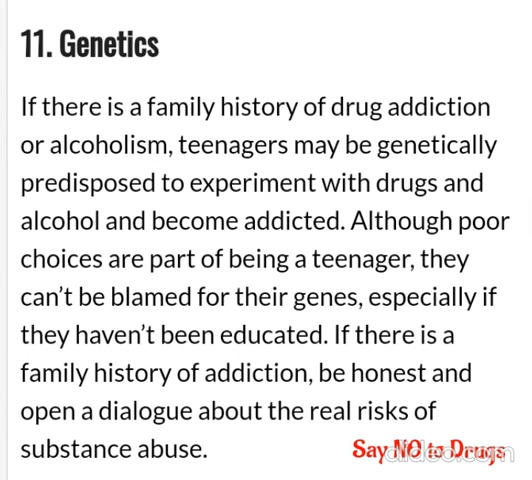 11. Genetics
If there is a family history of drug addiction
or alcoholism, teenagers may be genetically
predisposed to experiment with drugs and
alcohol and become addicted. Although poor
choices are part of being a teenager, they
can't be blamed for their genes, especially if
they haven't been educated. If there is a
family history of addiction, be honest and
open a dialogue about the real risks of
substance abuse. Say NO to Drugs